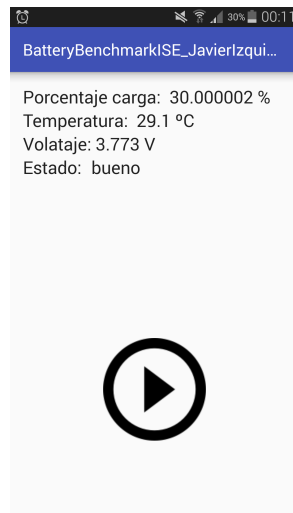 30% 00:11
BatteryBenchmarkISE_JavierIzqui...
Porcentaje carga: 30.000002 %
Temperatura: 29.1 ºC
Volataje: 3.773 V
Estado: bueno